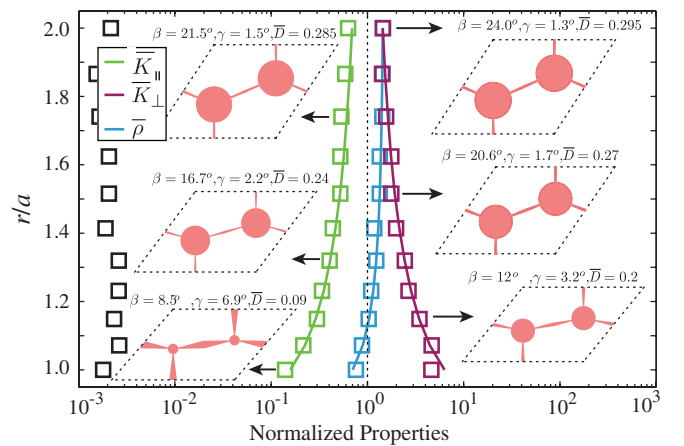 β = 21.5°, γ = 1.5°, D̅ = 0.285
β = 24.0°, γ = 1.3°, D̅ = 0.295
K̅∥
K̅⊥
ρ̅
β = 16.7°, γ = 2.2°, D̅ = 0.24
β = 20.6°, γ = 1.7°, D̅ = 0.27
β = 8.5° , γ = 6.9°, D̅ = 0.09
β = 12° , γ = 3.2°, D̅ = 0.2
2.0
1.8
1.6
1.4
1.2
1.0
r/a
10⁻³ 10⁻² 10⁻¹ 10⁰ 10¹ 10² 10³
Normalized Properties